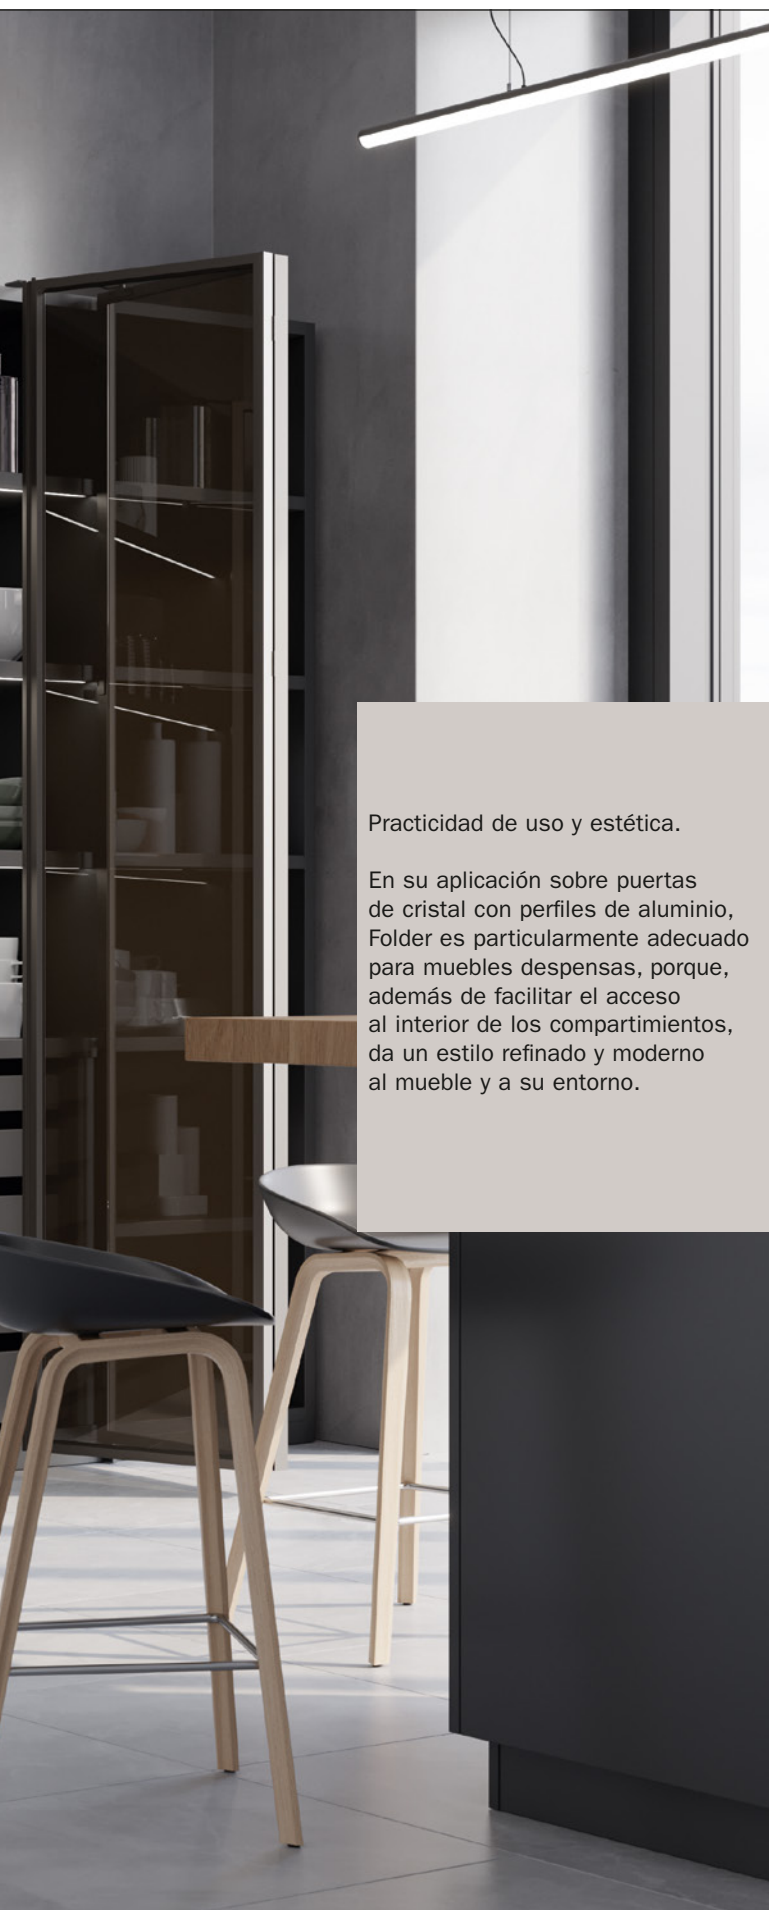 Practicidad de uso y estética.
En su aplicación sobre puertas
de cristal con perfiles de aluminio,
Folder es particularmente adecuado
para muebles despensas, porque,
además de facilitar el acceso
al interior de los compartimientos,
da un estilo refinado y moderno
al mueble y a su entorno.